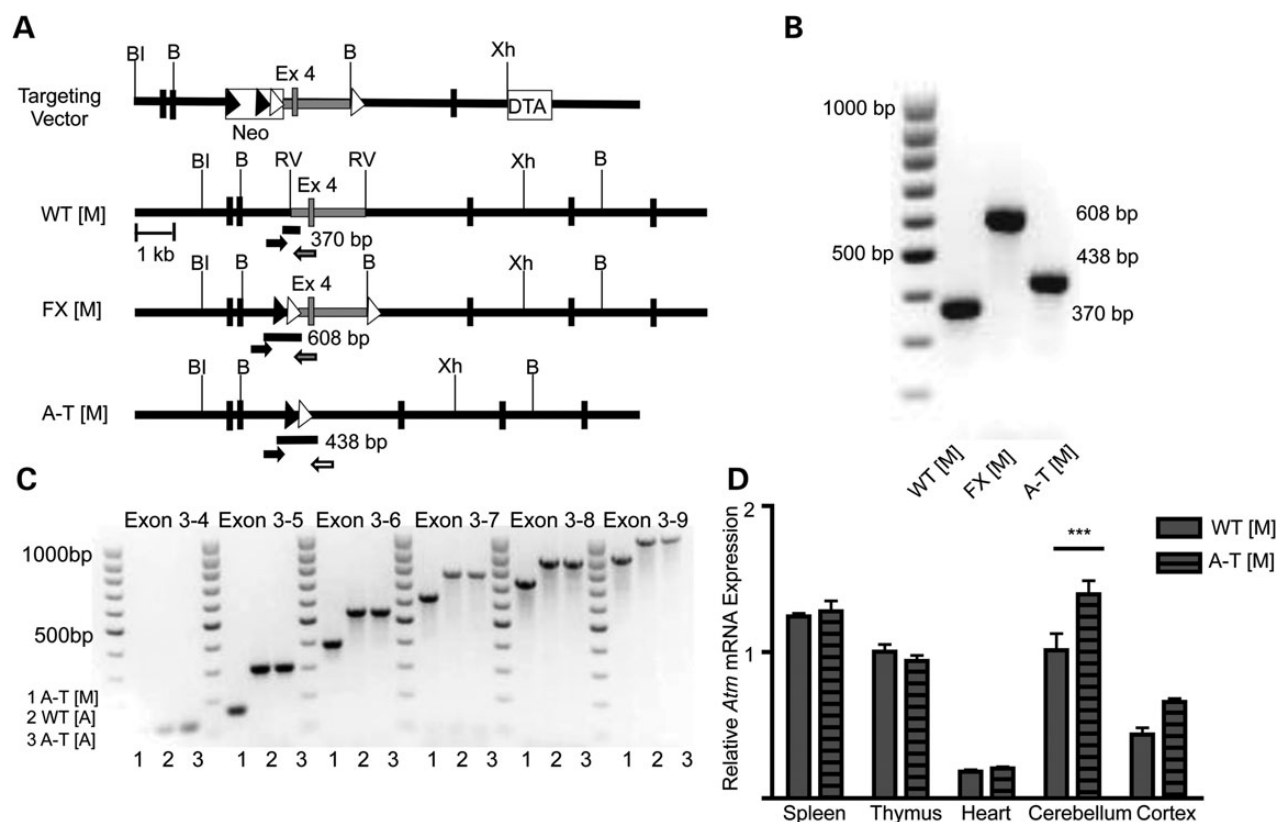 A
BI B Ex 4 B Xh
Targeting
Vector
Neo
DTA
BI B RV RV Xh B
Ex 4
WT [M]
1 kb
370 bp
BI B Ex 4 B Xh B
FX [M]
608 bp
BI B Xh B
A-T [M]
438 bp
B
1000 bp
500 bp
608 bp
438 bp
370 bp
WT [M] FX [M] A-T [M]
C
Exon 3-4 Exon 3-5 Exon 3-6 Exon 3-7 Exon 3-8 Exon 3-9
1000bp
500bp
1 A-T [M]
2 WT [A]
3 A-T [A]
1 2 3 1 2 3 1 2 3 1 2 3 1 2 3 1 2 3
D
Relative Atm mRNA Expression
2
1
***
WT [M]
A-T [M]
Spleen Thymus Heart Cerebellum Cortex